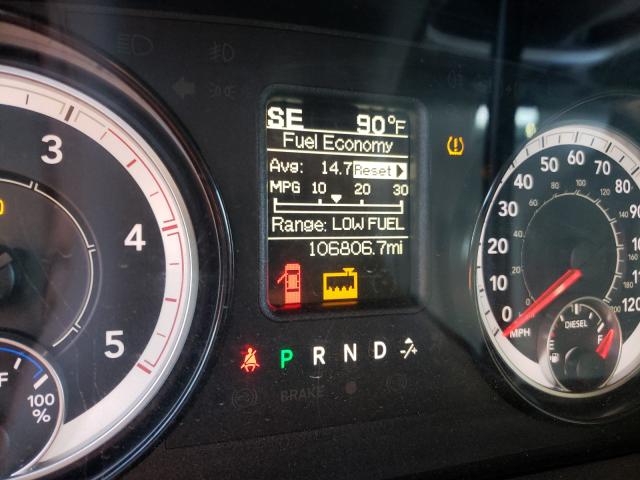 SE 90°F
Fuel Economy
Avg: 14.7 Reset
MPG 10 20 30
Range: LOW FUEL
106806.7mi
P R N D
BRAKE
3
4
5
F
100
%
0
10
20
30
40
50
60
70
80
100
120
MPH
DIESEL
E F